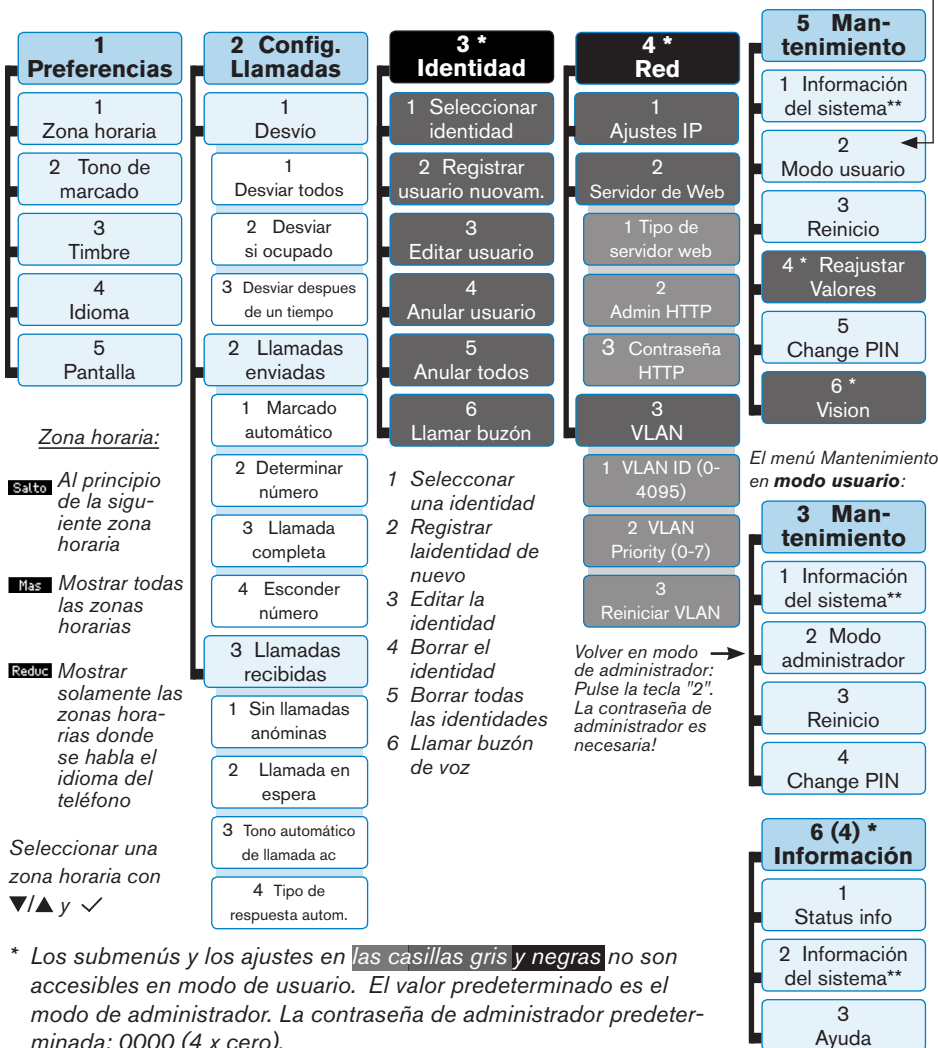 1
Preferencias
1
Zona horaria
2 Tono de
marcado
3
Timbre
4
Idioma
5
Pantalla
Zona horaria:
Salto Al principio
de la sigu-
iente zona
horaria
Mas Mostrar todas
las zonas
horarias
Reduc Mostrar
solamente las
zonas hora-
rias donde
se habla el
idioma del
teléfono
Seleccionar una
zona horaria con
▼/▲ y ✓
2 Config.
Llamadas
1
Desvío
1
Desviar todos
2 Desviar
si ocupado
3 Desviar despues
de un tiempo
2 Llamadas
enviadas
1 Marcado
automático
2 Determinar
número
3 Llamada
completa
4 Esconder
número
3 Llamadas
recibidas
1 Sin llamadas
anóminas
2 Llamada en
espera
3 Tono automático
de llamada ac
4 Tipo de
respuesta autom.
3 *
Identidad
1 Seleccionar
identidad
2 Registrar
usuario nuovam.
3
Editar usuario
4
Anular usuario
5
Anular todos
6
Llamar buzón
1 Selecconar
una identidad
2 Registrar
laidentidad de
nuevo
3 Editar la
identidad
4 Borrar el
identidad
5 Borrar todas
las identidades
6 Llamar buzón
de voz
4 *
Red
1
Ajustes IP
2
Servidor de Web
1 Tipo de
servidor web
2
Admin HTTP
3 Contraseña
HTTP
3
VLAN
1 VLAN ID (0-
4095)
2 VLAN
Priority (0-7)
3
Reiniciar VLAN
Volver en modo
de administrador:
Pulse la tecla "2".
La contraseña de
administrador es
necesaria!
5 Man-
tenimiento
1 Información
del sistema**
2
Modo usuario
3
Reinicio
4 * Reajustar
Valores
5
Change PIN
6 *
Vision
El menú Mantenimiento
en modo usuario:
3 Man-
tenimiento
1 Información
del sistema**
2 Modo
administrador
3
Reinicio
4
Change PIN
6 (4) *
Información
1
Status info
2 Información
del sistema**
3
Ayuda
* Los submenús y los ajustes en las casillas gris y negras no son
accesibles en modo de usuario. El valor predeterminado es el
modo de administrador. La contraseña de administrador predeter-
minada: 0000 (4 x cero).